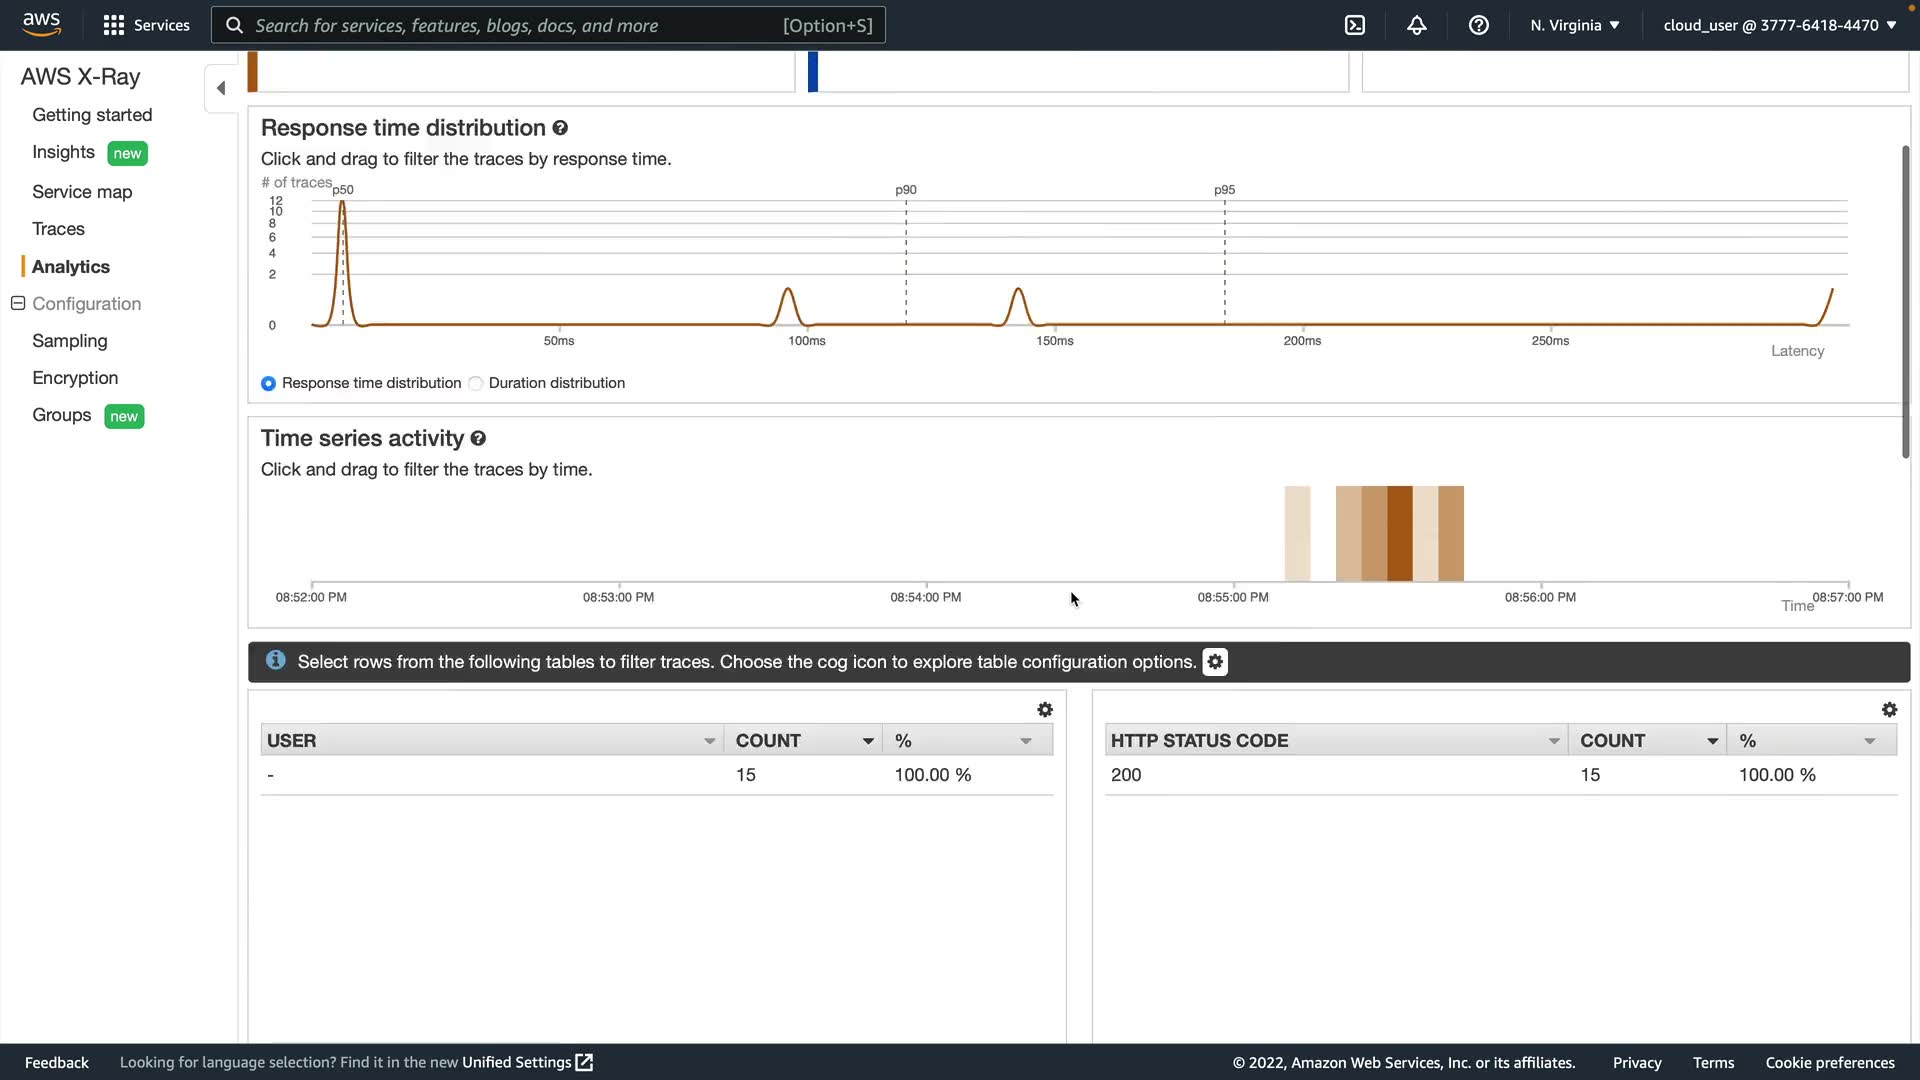 aws
Services
Search for services, features, blogs, docs, and more
[Option+S]
N. Virginia
cloud_user @ 3777-6418-4470
AWS X-Ray
Getting started
Insights new
Service map
Traces
Analytics
Configuration
Sampling
Encryption
Groups new
Response time distribution
Click and drag to filter the traces by response time.
# of traces
p50 p90 p95
12
10
8
6
4
2
0
50ms 100ms 150ms 200ms 250ms
Latency
Response time distribution Duration distribution
Time series activity
Click and drag to filter the traces by time.
08:52:00 PM 08:53:00 PM 08:54:00 PM 08:55:00 PM 08:56:00 PM 08:57:00 PM
Time
Select rows from the following tables to filter traces. Choose the cog icon to explore table configuration options.
USER COUNT %
- 15 100.00 %
HTTP STATUS CODE COUNT %
200 15 100.00 %
Feedback
Looking for language selection? Find it in the new Unified Settings
© 2022, Amazon Web Services, Inc. or its affiliates.
Privacy
Terms
Cookie preferences